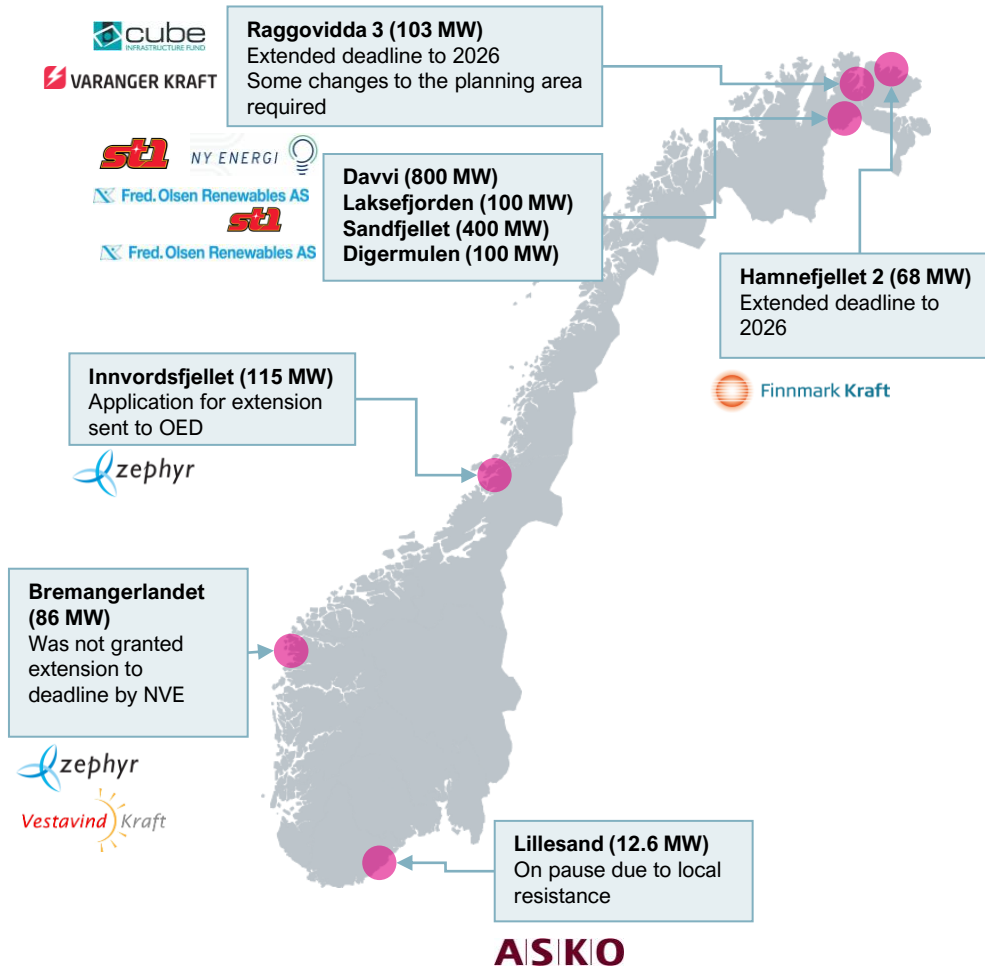 cube
INFRASTRUCTURE FUND
VARANGER KRAFT
Raggovidda 3 (103 MW)
Extended deadline to 2026
Some changes to the planning area
required
st1
NY ENERGI
Fred. Olsen Renewables AS
st1
Fred. Olsen Renewables AS
Davvi (800 MW)
Laksefjorden (100 MW)
Sandfjellet (400 MW)
Digermulen (100 MW)
Hamnefjellet 2 (68 MW)
Extended deadline to
2026
Finnmark Kraft
Innvordsfjellet (115 MW)
Application for extension
sent to OED
zephyr
Bremangerlandet
(86 MW)
Was not granted
extension to
deadline by NVE
zephyr
Vestavind Kraft
Lillesand (12.6 MW)
On pause due to local
resistance
ASKO